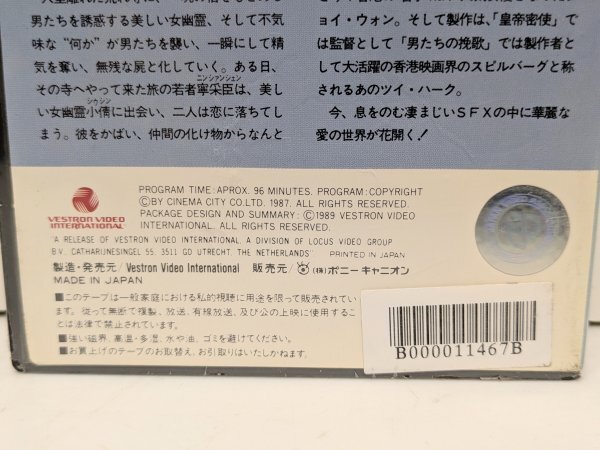 男たちを誘惑する美しい女幽霊、そして不気
味な“何か”が男たちを襲い、一瞬にして精
気を奪い、無残な屍と化していく。ある日、
ニンツァンシェン
その寺へやって来た旅の若者寧采臣は、美
シウシン
しい女幽霊小倩に出会い、二人は恋に落ちてし
まう。彼をかばい、仲間の化け物からなんと
ョイ・ウォン。そして製作は、「皇帝密使」で
は監督として「男たちの挽歌」では製作者と
して大活躍の香港映画界のスピルバーグと称
されるあのツイ・ハーク。
今、息をのむ凄まじいSFXの中に華麗な
愛の世界が花開く!
VESTRON VIDEO
INTERNATIONAL
PROGRAM TIME:APROX. 96 MINUTES. PROGRAM:COPYRIGHT
ⒸBY CINEMA CITY CO.LTD. 1987. ALL RIGHTS RESERVED.
PACKAGE DESIGN AND SUMMARY:Ⓒ1989 VESTRON VIDEO
INTERNATIONAL. ALL RIGHTS RESERVED.
"A RELEASE OF VESTRON VIDEO INTERNATIONAL. A DIVISION OF LOCUS VIDEO GROUP
B.V.. CATHARIJNESINGEL 55. 3511 GD UTRECHT. THE NETHERLANDS" PRINTED IN JAPAN
製造・発売元/Vestron Video International 販売元/(株)ポニーキャニオン
MADE IN JAPAN
■このテープは一般家庭における私的視聴に用途を限って販売されてい
ます。従って無断で複製、放送、有線放送、及び公の上映に使用するこ
とは法律で禁止されています。
■強い磁界、高温・多湿、水や油、ゴミを避けてください。
■お買上げのテープのお取替え、お引取りはいたしかねます。
B000011467B